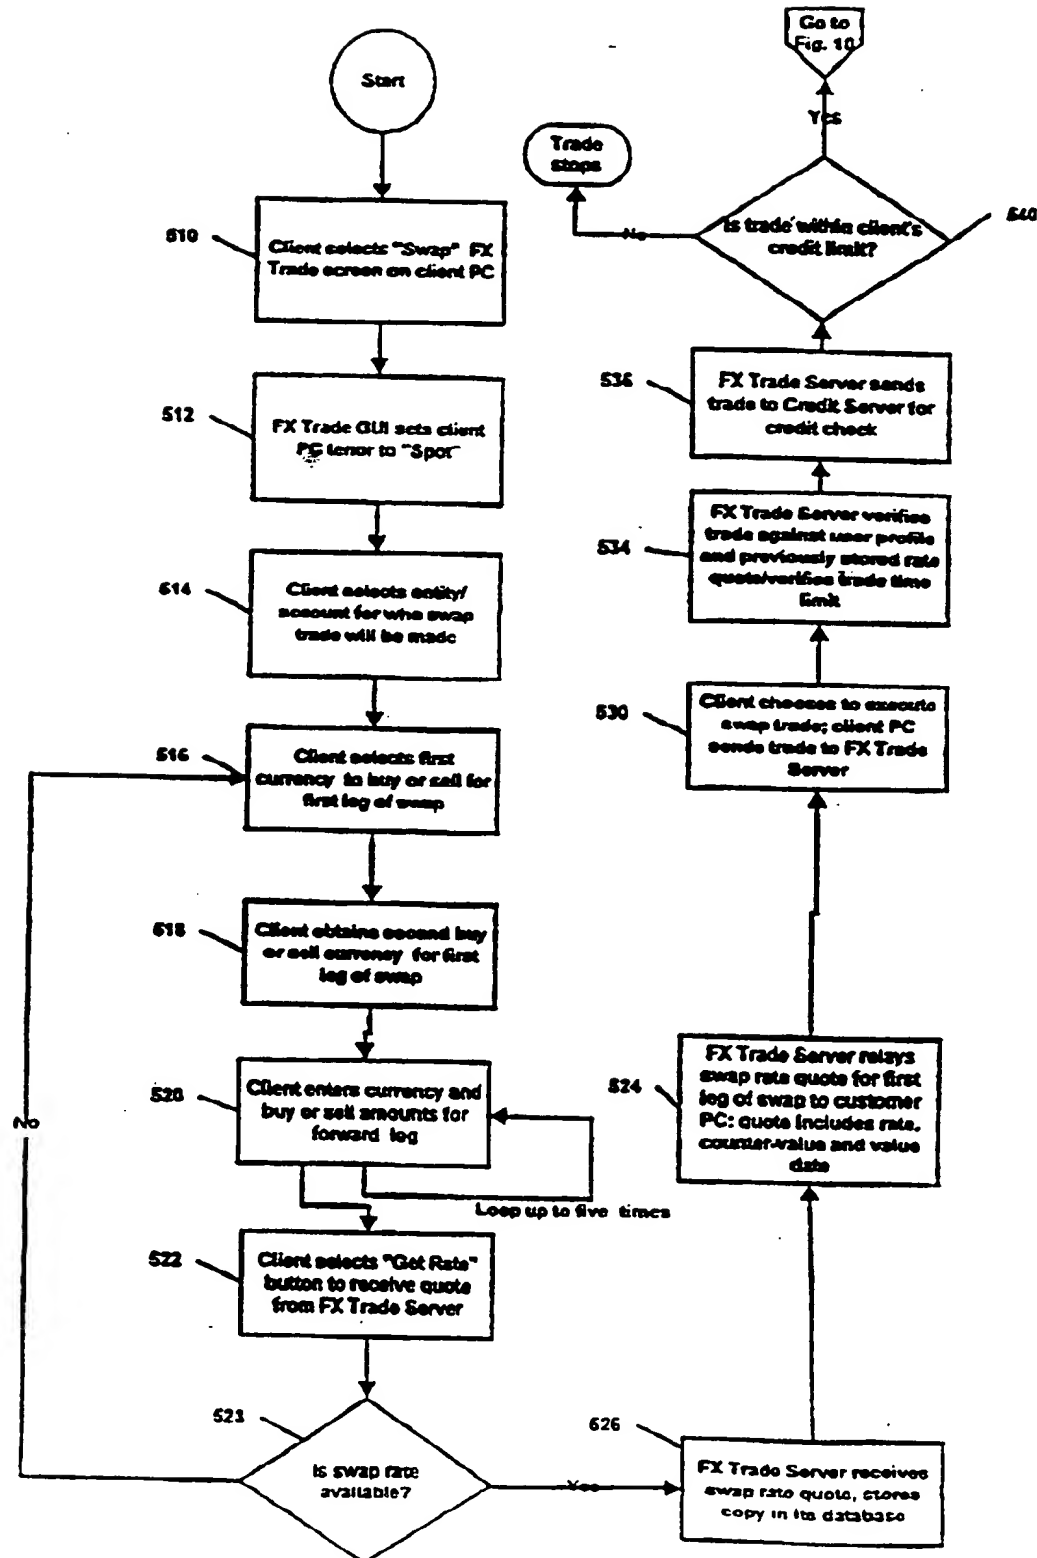 Start
510
Client selects "Swap" FX
Trade screen on client PC
512
FX Trade GUI sets client
PC tenor to "Spot"
514
Client selects entity/
account for who swap
trade will be made
516
Client selects first
currency to buy or sell for
first leg of swap
518
Client obtains second buy
or sell currency for first
leg of swap
520
Client enters currency and
buy or sell amounts for
forward leg
Loop up to five times
522
Client selects "Get Rate"
button to receive quote
from FX Trade Server
523
Is swap rate
available?
No
Yes
526
FX Trade Server receives
swap rate quote, stores
copy in its database
524
FX Trade Server relays
swap rate quote for first
leg of swap to customer
PC: quote includes rate,
counter-value and value
date
530
Client chooses to execute
swap trade; client PC
sends trade to FX Trade
Server
534
FX Trade Server verifies
trade against user profile
and previously stored rate
quote/verifies trade time
limit
536
FX Trade Server sends
trade to Credit Server for
credit check
540
Is trade within client's
credit limit?
No
Trade
stops
Yes
Go to
Fig. 10